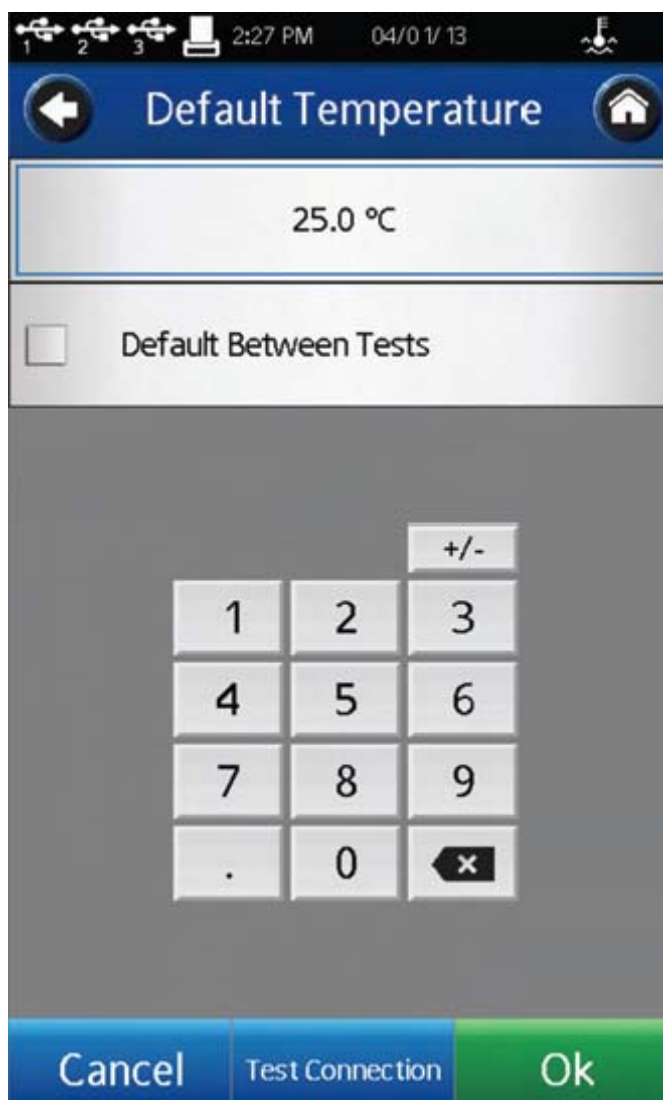 1 2 3 2:27 PM 04/01/13
Default Temperature
25.0 ºC
Default Between Tests
+/-
1 2 3
4 5 6
7 8 9
. 0
Cancel Test Connection Ok